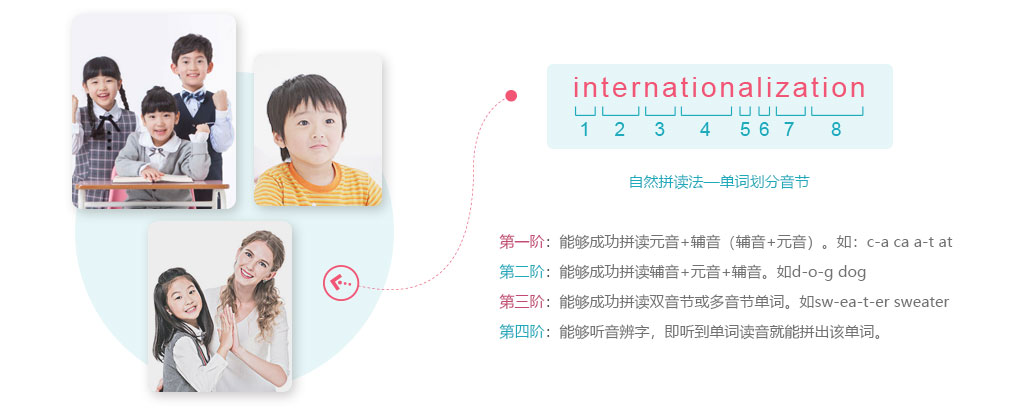 internationalization
1 2 3 4 5 6 7 8
自然拼读法—单词划分音节
第一阶：能够成功拼读元音+辅音（辅音+元音）。如：c-a ca a-t at
第二阶：能够成功拼读辅音+元音+辅音。如d-o-g dog
第三阶：能够成功拼读双音节或多音节单词。如sw-ea-t-er sweater
第四阶：能够听音辨字，即听到单词读音就能拼出该单词。